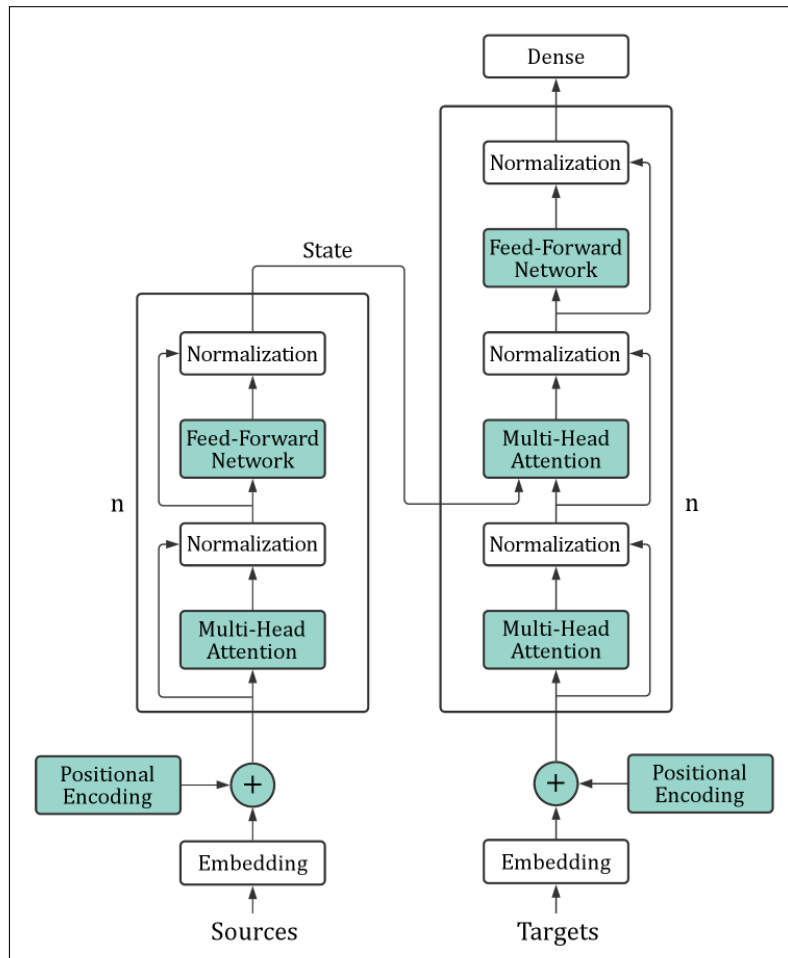 Dense
Normalization
Feed-Forward
Network
State
Normalization
Normalization
Feed-Forward
Network
Multi-Head
Attention
n
n
Normalization
Normalization
Multi-Head
Attention
Multi-Head
Attention
Positional
Encoding
+
+
Positional
Encoding
Embedding
Embedding
Sources
Targets